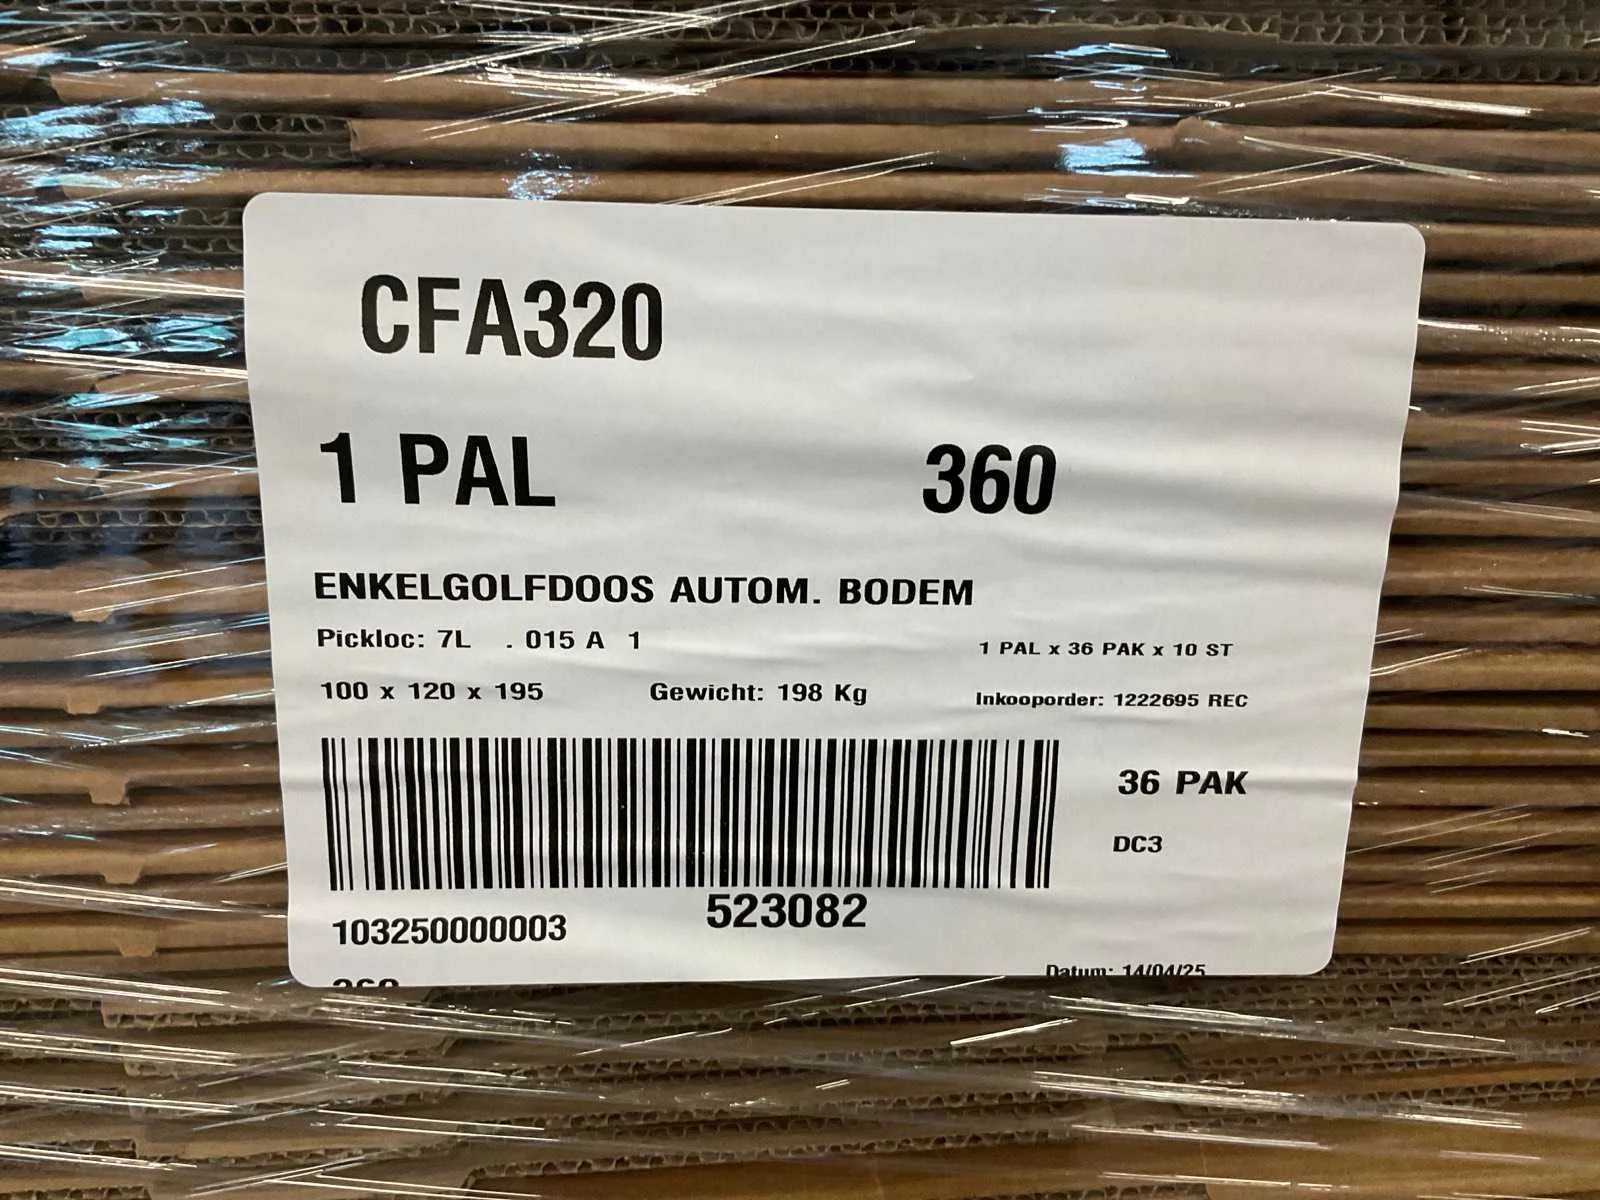 CFA320
1 PAL 360
ENKELGOLFDOOS AUTOM. BODEM
Pickloc: 7L . 015 A 1
1 PAL x 36 PAK x 10 ST
100 x 120 x 195 Gewicht: 198 Kg Inkooporder: 1222695 REC
36 PAK
DC3
523082
103250000003
Datum: 14/04/25
360